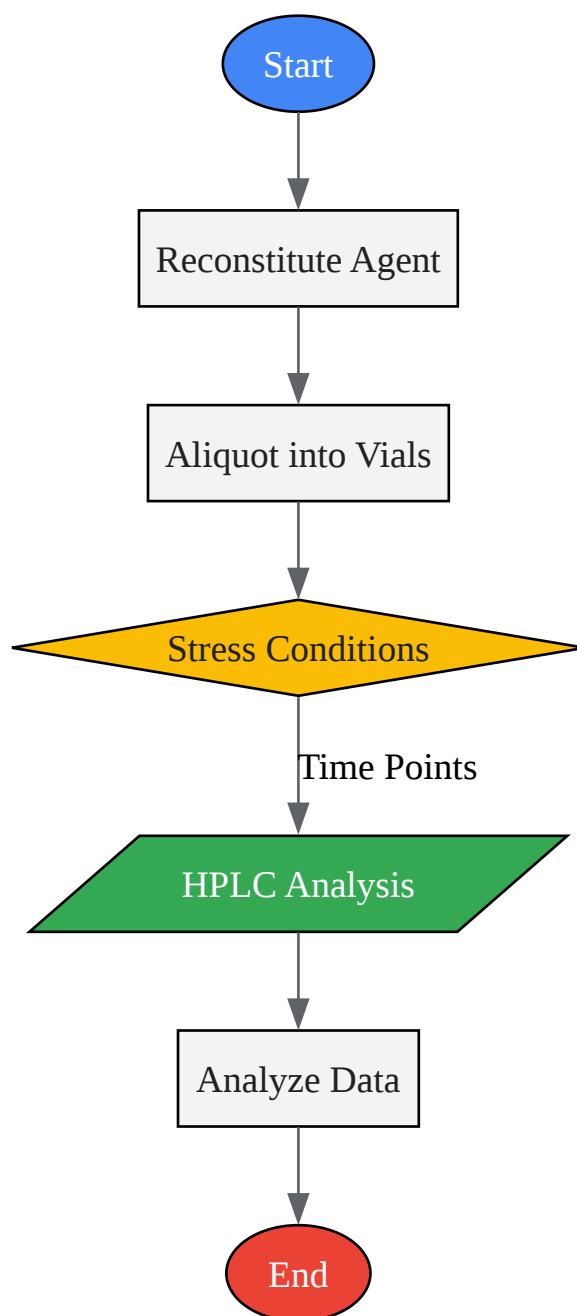 Start
Reconstitute Agent
Aliquot into Vials
Stress Conditions
Time Points
HPLC Analysis
Analyze Data
End